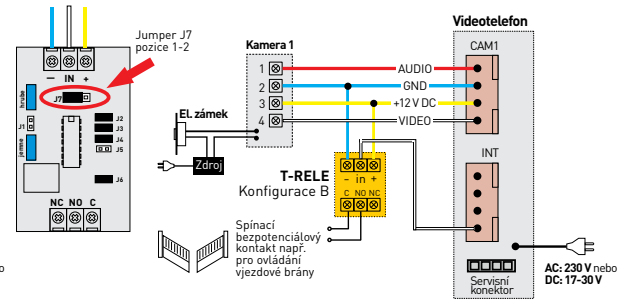 Jumper J7
pozice 1-2
– IN +
hrubě
J7
J1
jemně
J2
J3
J4
J5
J6
NC NO C
o
Kamera 1
1
2
3
4
El. zámek
Zdroj
AUDIO
GND
+12 V DC
VIDEO
Videotelefon
CAM1
INT
T-RELE
Konfigurace B
- in +
C NO NC
Spínací
bezpotenciálový
kontakt např.
pro ovládání
vjezdové brány
Servisní
konektor
AC: 230 V nebo
DC: 17-30 V